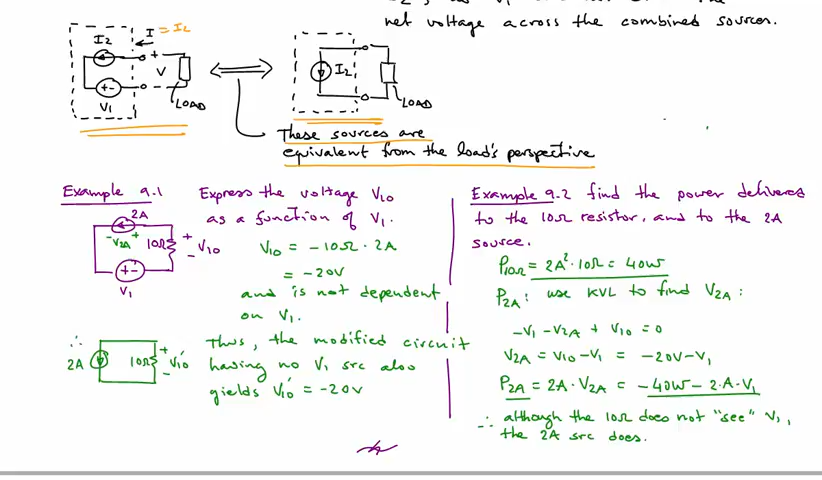 net voltage across the combined sources.
I2
I = I2
+
V
-
+ -
V1
LOAD
I2
LOAD
These sources are
equivalent from the load's perspective
Example 9.1
Express the voltage V10
as a function of V1.
2A
- V2A +
10Ω
+
- V10
+ -
V1
V10 = -10Ω · 2A
= -20V
and is not dependent
on V1.
∴
2A
10Ω
+
- V10'
Thus, the modified circuit
having no V1 src also
yields V10' = -20V
Example 9.2 find the power delivered
to the 10Ω resistor, and to the 2A
source.
P10Ω = 2A² · 10Ω = 40W
P2A : use KVL to find V2A :
-V1 - V2A + V10 = 0
V2A = V10 - V1 = -20V - V1
P2A = 2A · V2A = -40W - 2·A·V1
∴ although the 10Ω does not "see" V1,
the 2A src does.